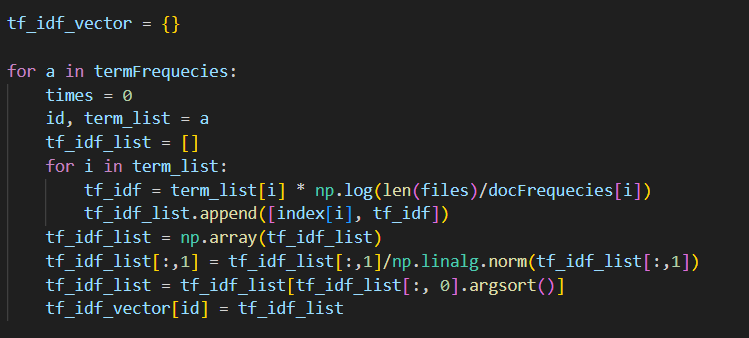 tf_idf_vector = {}

for a in termFrequecies:
    times = 0
    id, term_list = a
    tf_idf_list = []
    for i in term_list:
        tf_idf = term_list[i] * np.log(len(files)/docFrequecies[i])
        tf_idf_list.append([index[i], tf_idf])
    tf_idf_list = np.array(tf_idf_list)
    tf_idf_list[:,1] = tf_idf_list[:,1]/np.linalg.norm(tf_idf_list[:,1])
    tf_idf_list = tf_idf_list[tf_idf_list[:, 0].argsort()]
    tf_idf_vector[id] = tf_idf_list